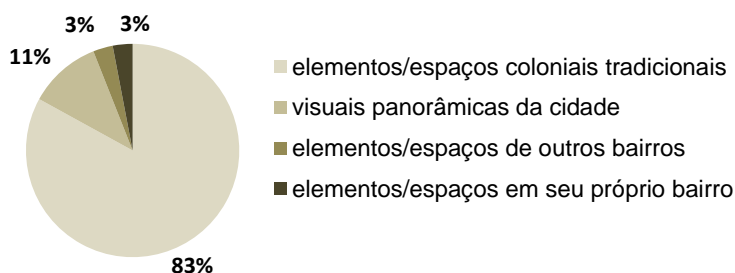 3% 3%
11%
elementos/espaços coloniais tradicionais
visuais panorâmicas da cidade
elementos/espaços de outros bairros
elementos/espaços em seu próprio bairro
83%